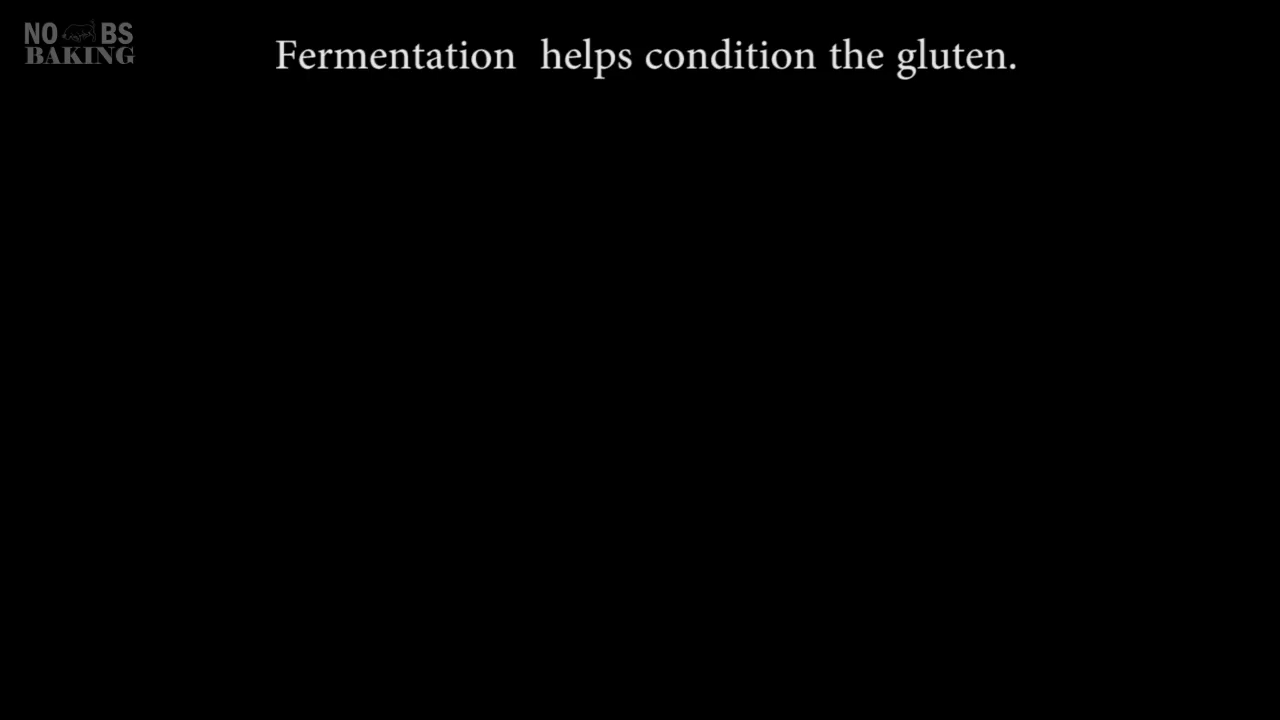 NO BS
BAKING
Fermentation  helps condition the gluten.